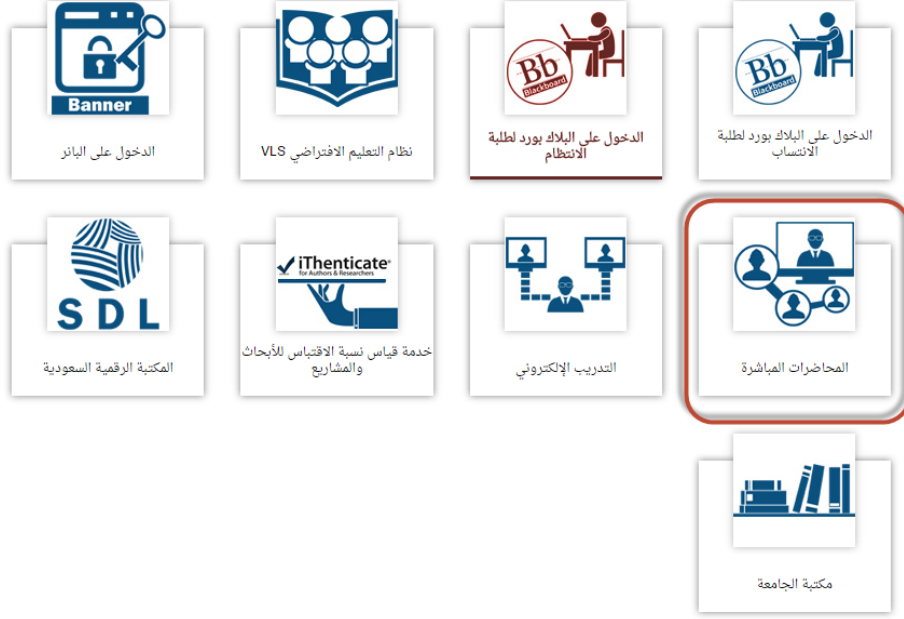 Bb
Blackboard
الدخول على البلاك بورد لطلبة
الانتساب
Bb
Blackboard
الدخول على البلاك بورد لطلبة
الانتظام
نظام التعليم الافتراضي VLS
Banner
الدخول على البانر
المحاضرات المباشرة
التدريب الإلكتروني
iThenticate®
for Authors & Researchers
خدمة قياس نسبة الاقتباس للأبحاث
والمشاريع
SDL
المكتبة الرقمية السعودية
مكتبة الجامعة